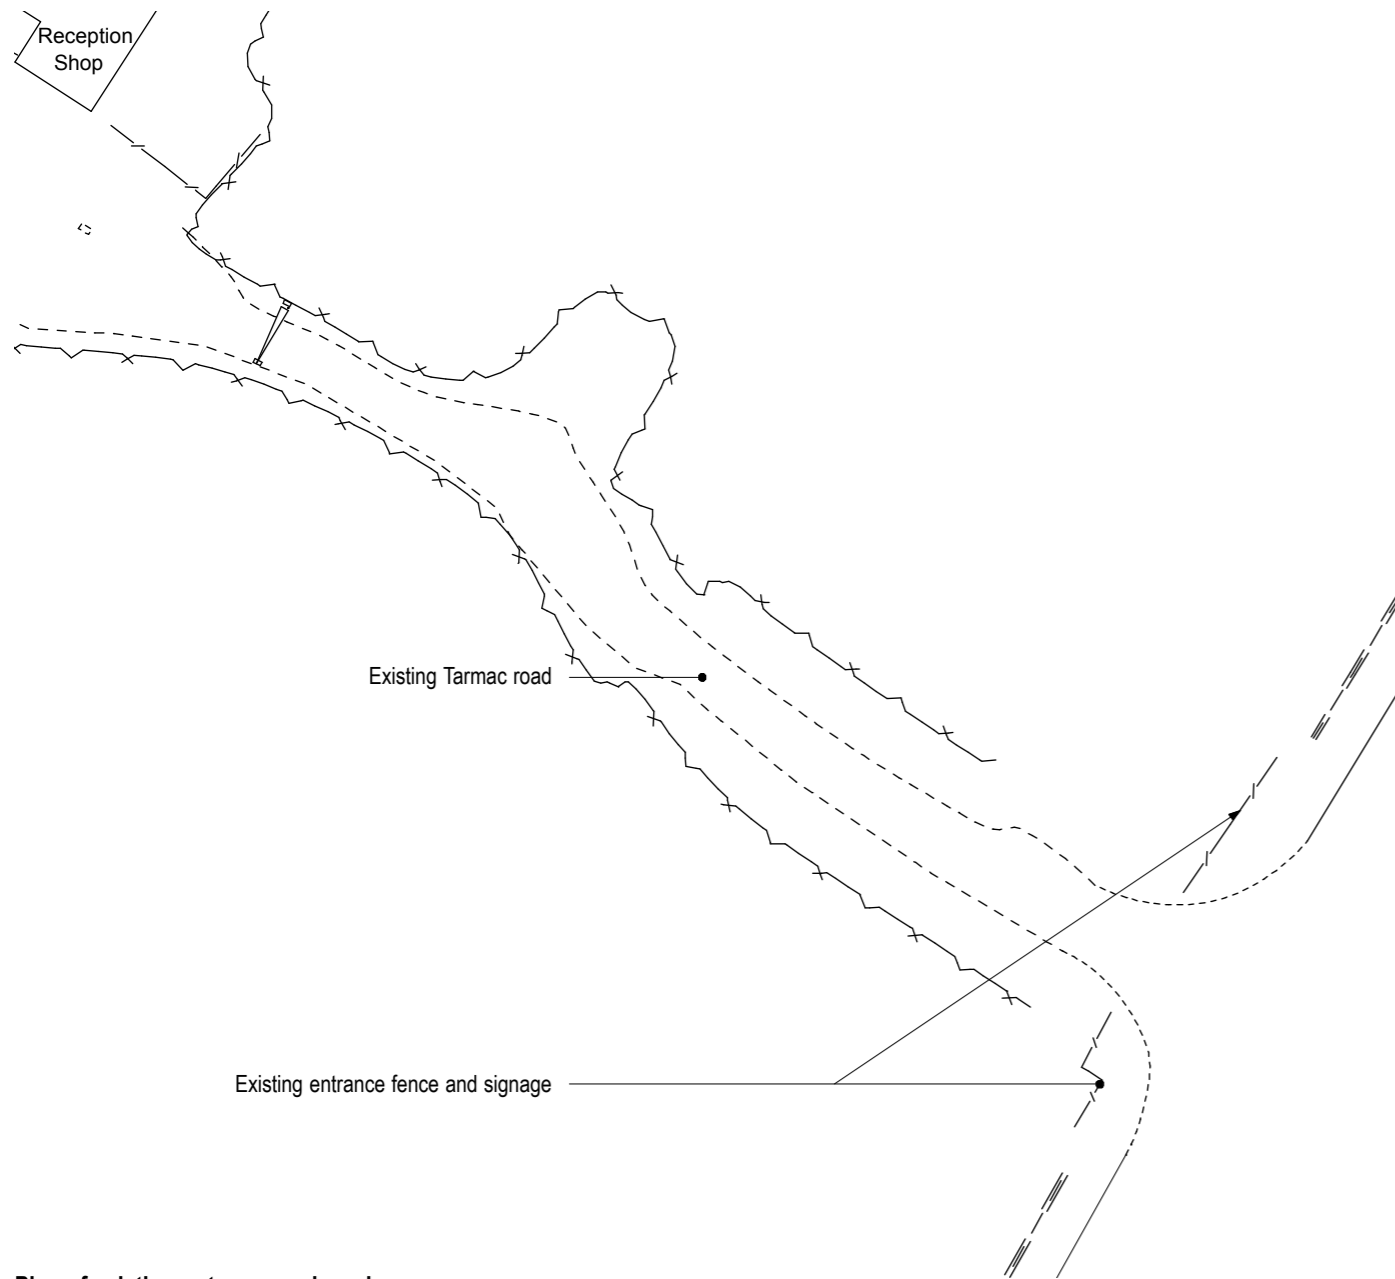 Reception
Shop
Existing Tarmac road
Existing entrance fence and signage